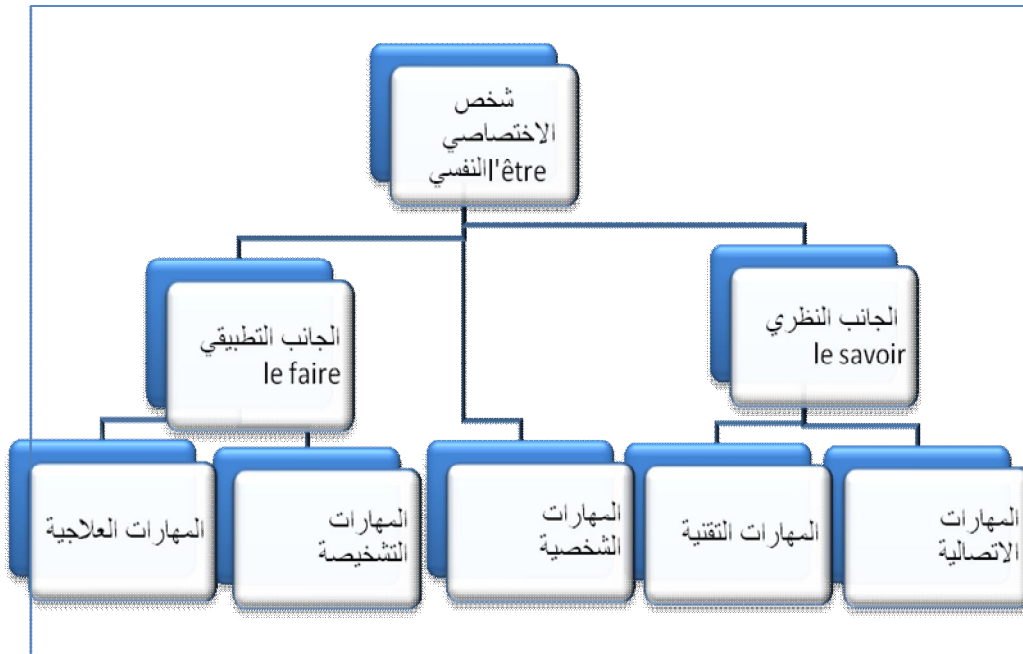 شخص
الاختصاصي
النفسي l'être
الجانب النظري
le savoir
الجانب التطبيقي
le faire
المهارات
الاتصالية
المهارات التقنية
المهارات
الشخصية
المهارات
التشخيصة
المهارات العلاجية